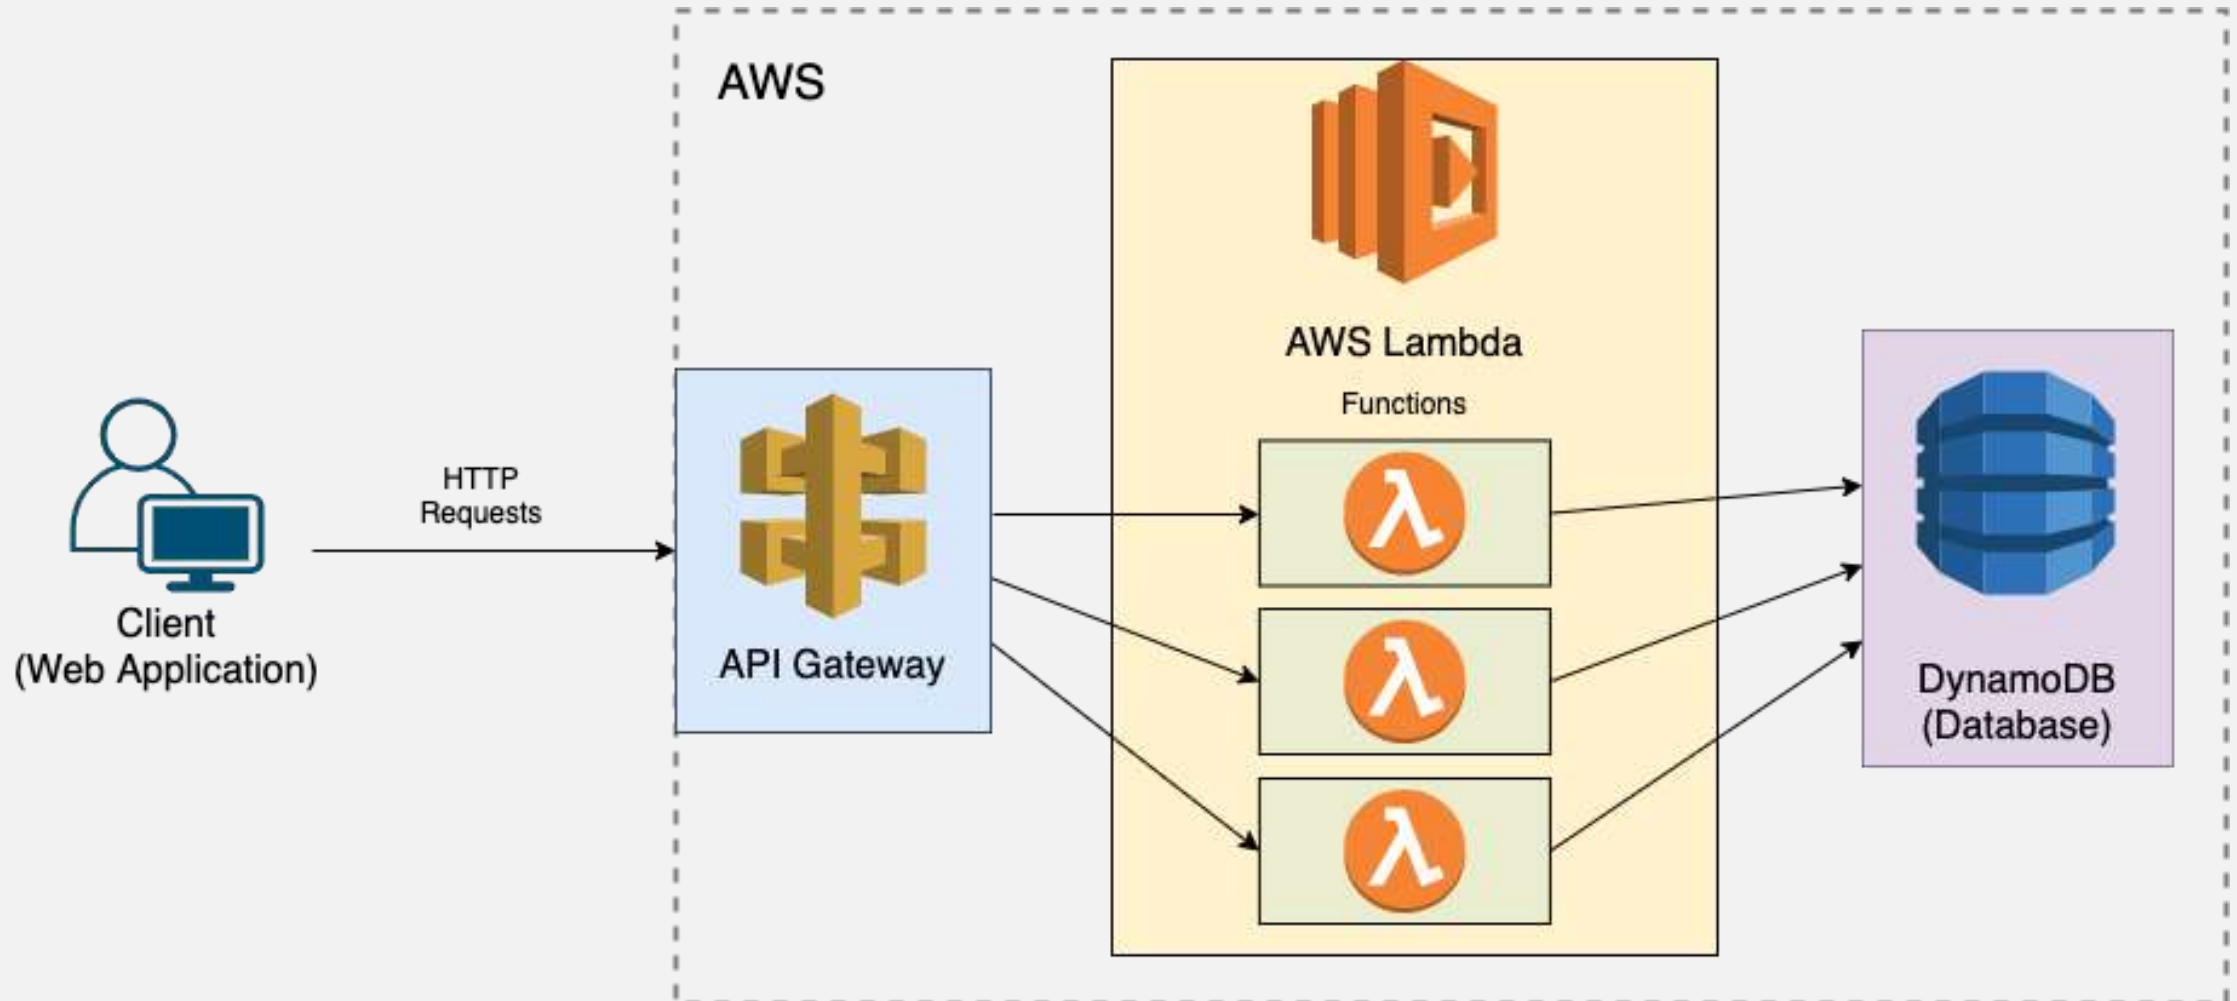 AWS
AWS Lambda
Functions
HTTP
Requests
Client
(Web Application)
API Gateway
λ
λ
λ
DynamoDB
(Database)